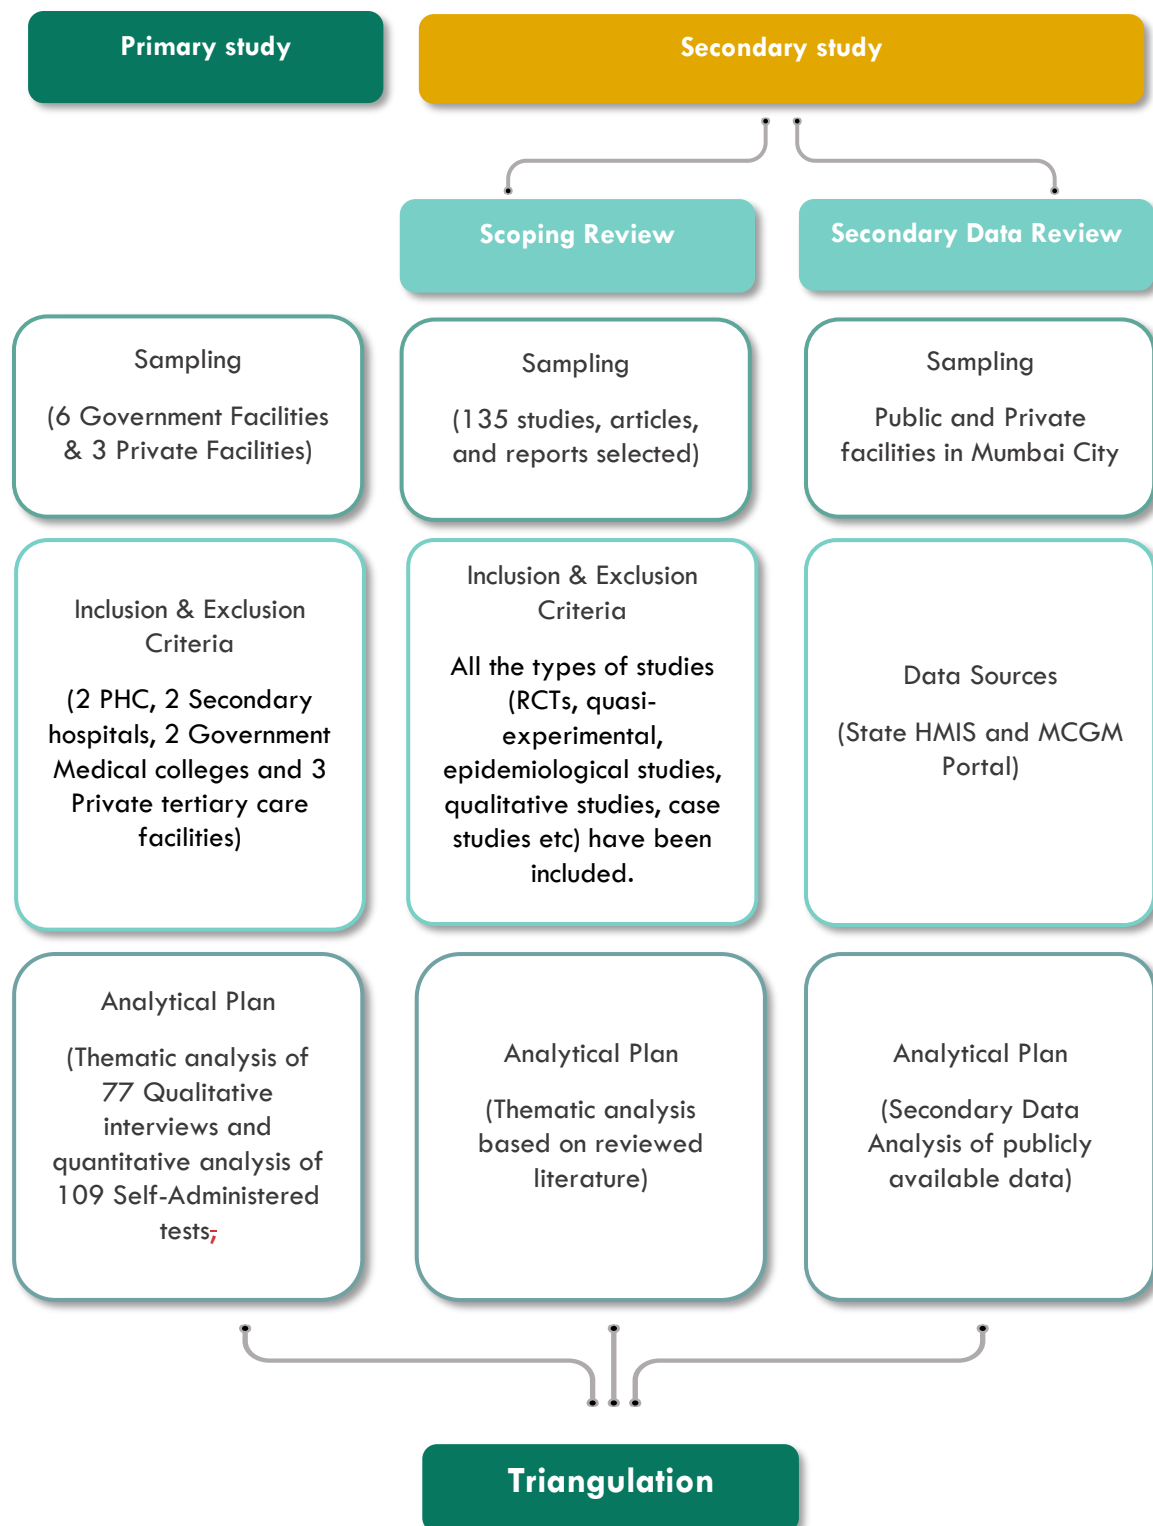 Primary study
Secondary study
Scoping Review
Secondary Data Review
Sampling
(6 Government Facilities
& 3 Private Facilities)
Sampling
(135 studies, articles,
and reports selected)
Sampling
Public and Private
facilities in Mumbai City
Inclusion & Exclusion
Criteria
(2 PHC, 2 Secondary
hospitals, 2 Government
Medical colleges and 3
Private tertiary care
facilities)
Inclusion & Exclusion
Criteria
All the types of studies
(RCTs, quasi-
experimental,
epidemiological studies,
qualitative studies, case
studies etc) have been
included.
Data Sources
(State HMIS and MCGM
Portal)
Analytical Plan
(Thematic analysis of
77 Qualitative
interviews and
quantitative analysis of
109 Self-Administered
tests,
Analytical Plan
(Thematic analysis
based on reviewed
literature)
Analytical Plan
(Secondary Data
Analysis of publicly
available data)
Triangulation